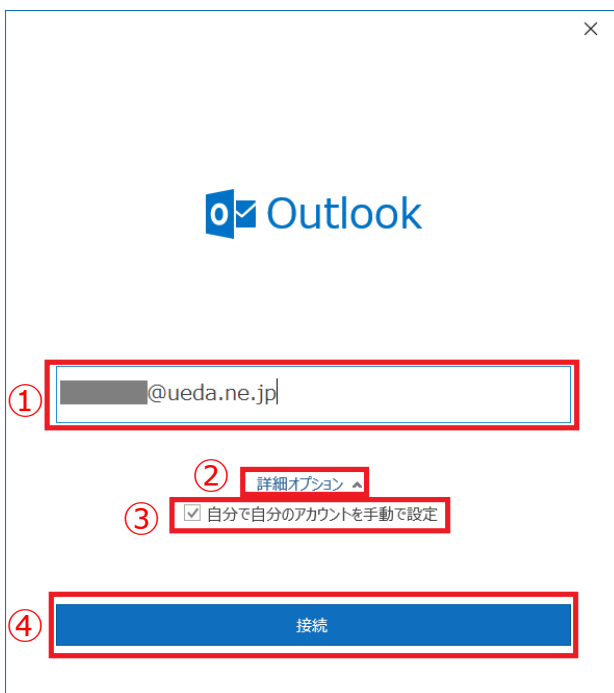 Outlook
① @ueda.ne.jp
② 詳細オプション
③ 自分で自分のアカウントを手動で設定
④ 接続